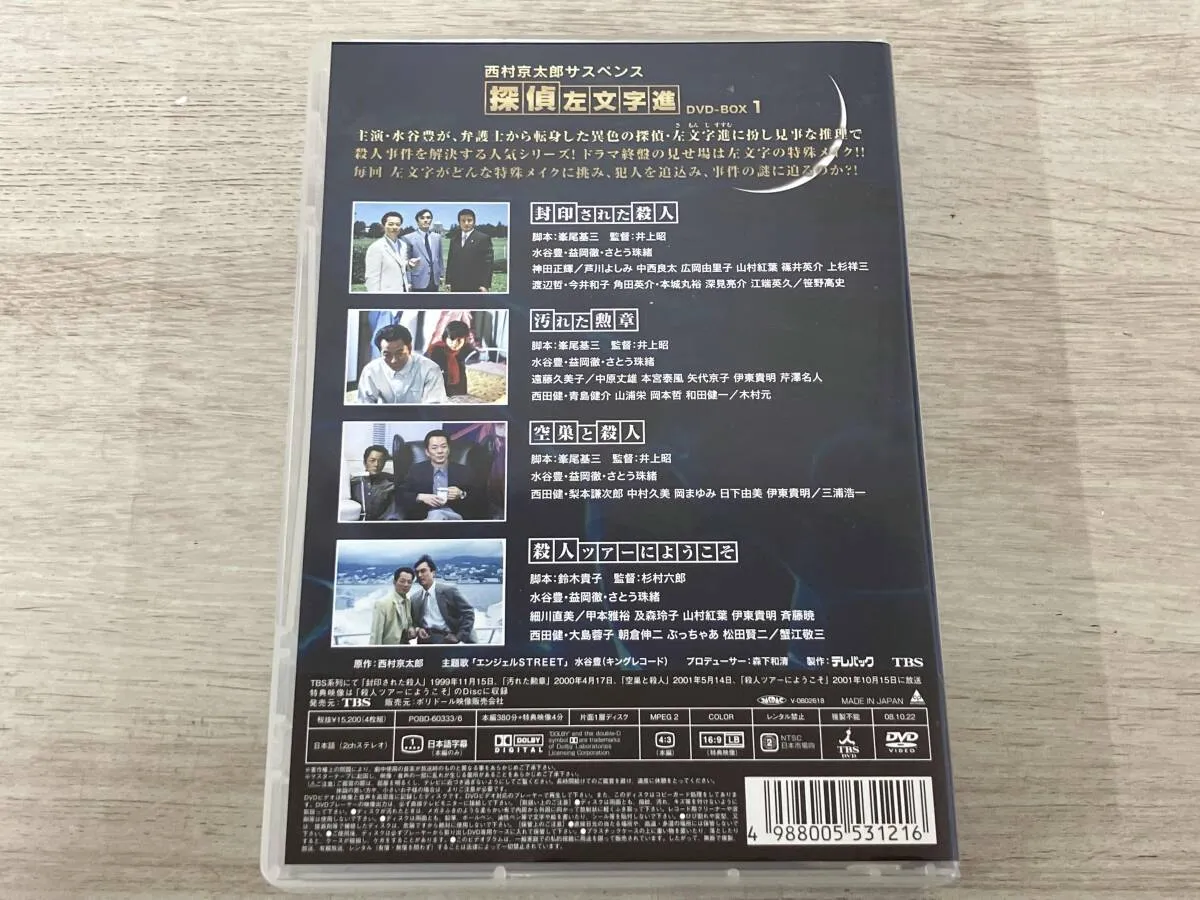 西村京太郎サスペンス
探偵左文字進 DVD-BOX 1
主演・水谷豊が、弁護士から転身した異色の探偵・左文字進に扮し見事な推理で
さもんじすすむ
殺人事件を解決する人気シリーズ! ドラマ終盤の見せ場は左文字の特殊メイク!!
毎回 左文字がどんな特殊メイクに挑み、犯人を追込み、事件の謎に迫るのか?!
封印された殺人
脚本:峯尾基三 監督:井上昭
水谷豊・益岡徹・さとう珠緒
神田正輝/芦川よしみ 中西良太 広岡由里子 山村紅葉 篠井英介 上杉祥三
渡辺哲・今井和子 角田英介・本城丸裕 深見亮介 江端英久/笹野高史
汚れた勲章
脚本:峯尾基三 監督:井上昭
水谷豊・益岡徹・さとう珠緒
遠藤久美子/中原丈雄 本宮泰風 矢代京子 伊東貴明 芹澤名人
西田健・青島健介 山浦栄 岡本哲 和田健一/木村元
空巣と殺人
脚本:峯尾基三 監督:井上昭
水谷豊・益岡徹・さとう珠緒
西田健・梨本謙次郎 中村久美 岡まゆみ 日下由美 伊東貴明/三浦浩一
殺人ツアーにようこそ
脚本:鈴木貴子 監督:杉村六郎
水谷豊・益岡徹・さとう珠緒
細川直美/甲本雅裕 及森玲子 山村紅葉 伊東貴明 斉藤暁
西田健・大島蓉子 朝倉伸二 ぶっちゃあ 松田賢二/蟹江敬三
原作:西村京太郎 主題歌「エンジェルSTREET」水谷豊(キングレコード) プロデューサー:森下和清 製作:テレパック TBS
TBS系列にて「封印された殺人」1999年11月15日、「汚れた勲章」2000年4月17日、「空巣と殺人」2001年5月14日、「殺人ツアーにようこそ」2001年10月15日に放送
特典映像は「殺人ツアーにようこそ」のDiscに収録
発売元:TBS 販売元:ポリドール映像販売会社
V-0802618 MADE IN JAPAN
税抜¥15,200(4枚組) POBD-60333/6 本編380分+特典映像4分 片面1層ディスク MPEG 2 COLOR レンタル禁止 複製不能 08.10.22
日本語(2chステレオ) 1 日本語字幕(本編のみ) DOLBY DIGITAL "DOLBY" and the double-D symbol are trademarks of Dolby Laboratories Licensing Corporation. 4:3 (本編) 16:9 LB (特典映像) 2 NTSC 日本市場向 TBS DVD DVD VIDEO
4 988005 531216